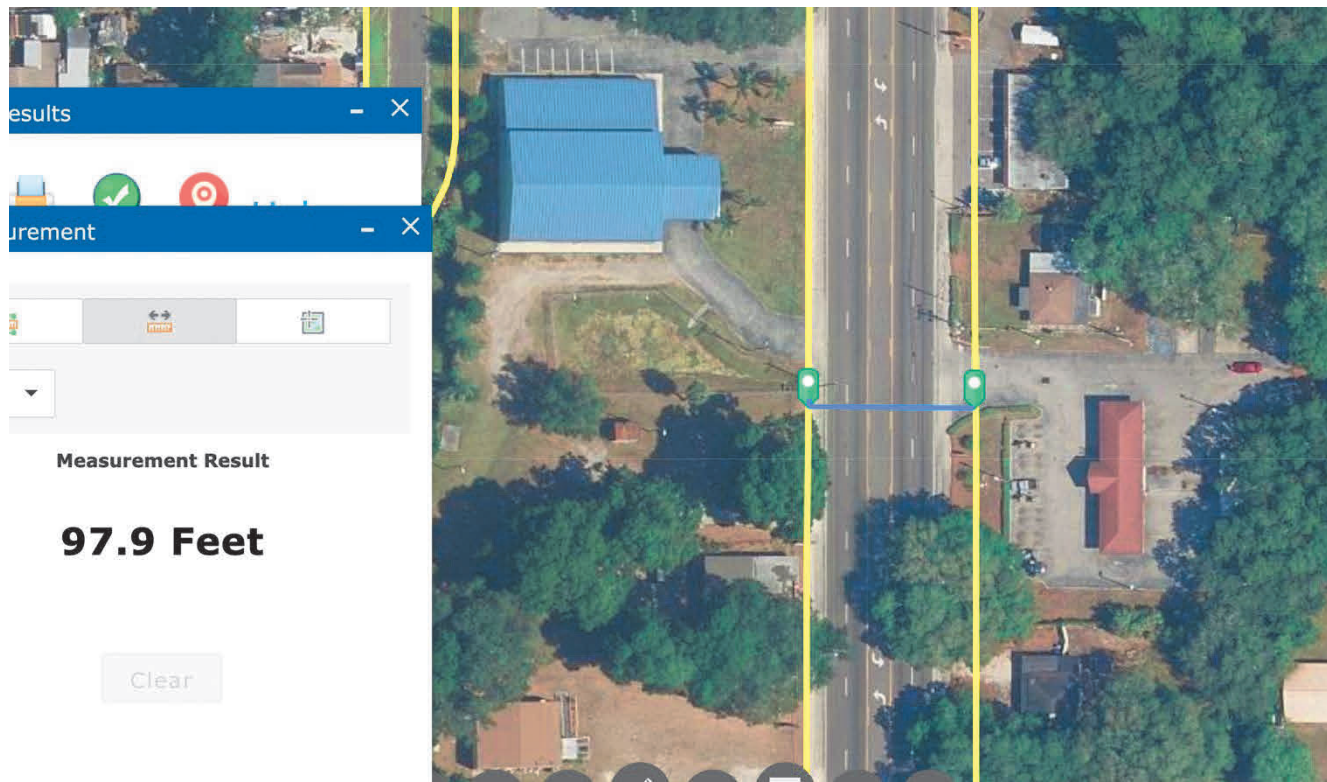 esults
urement
Measurement Result
97.9 Feet
Clear